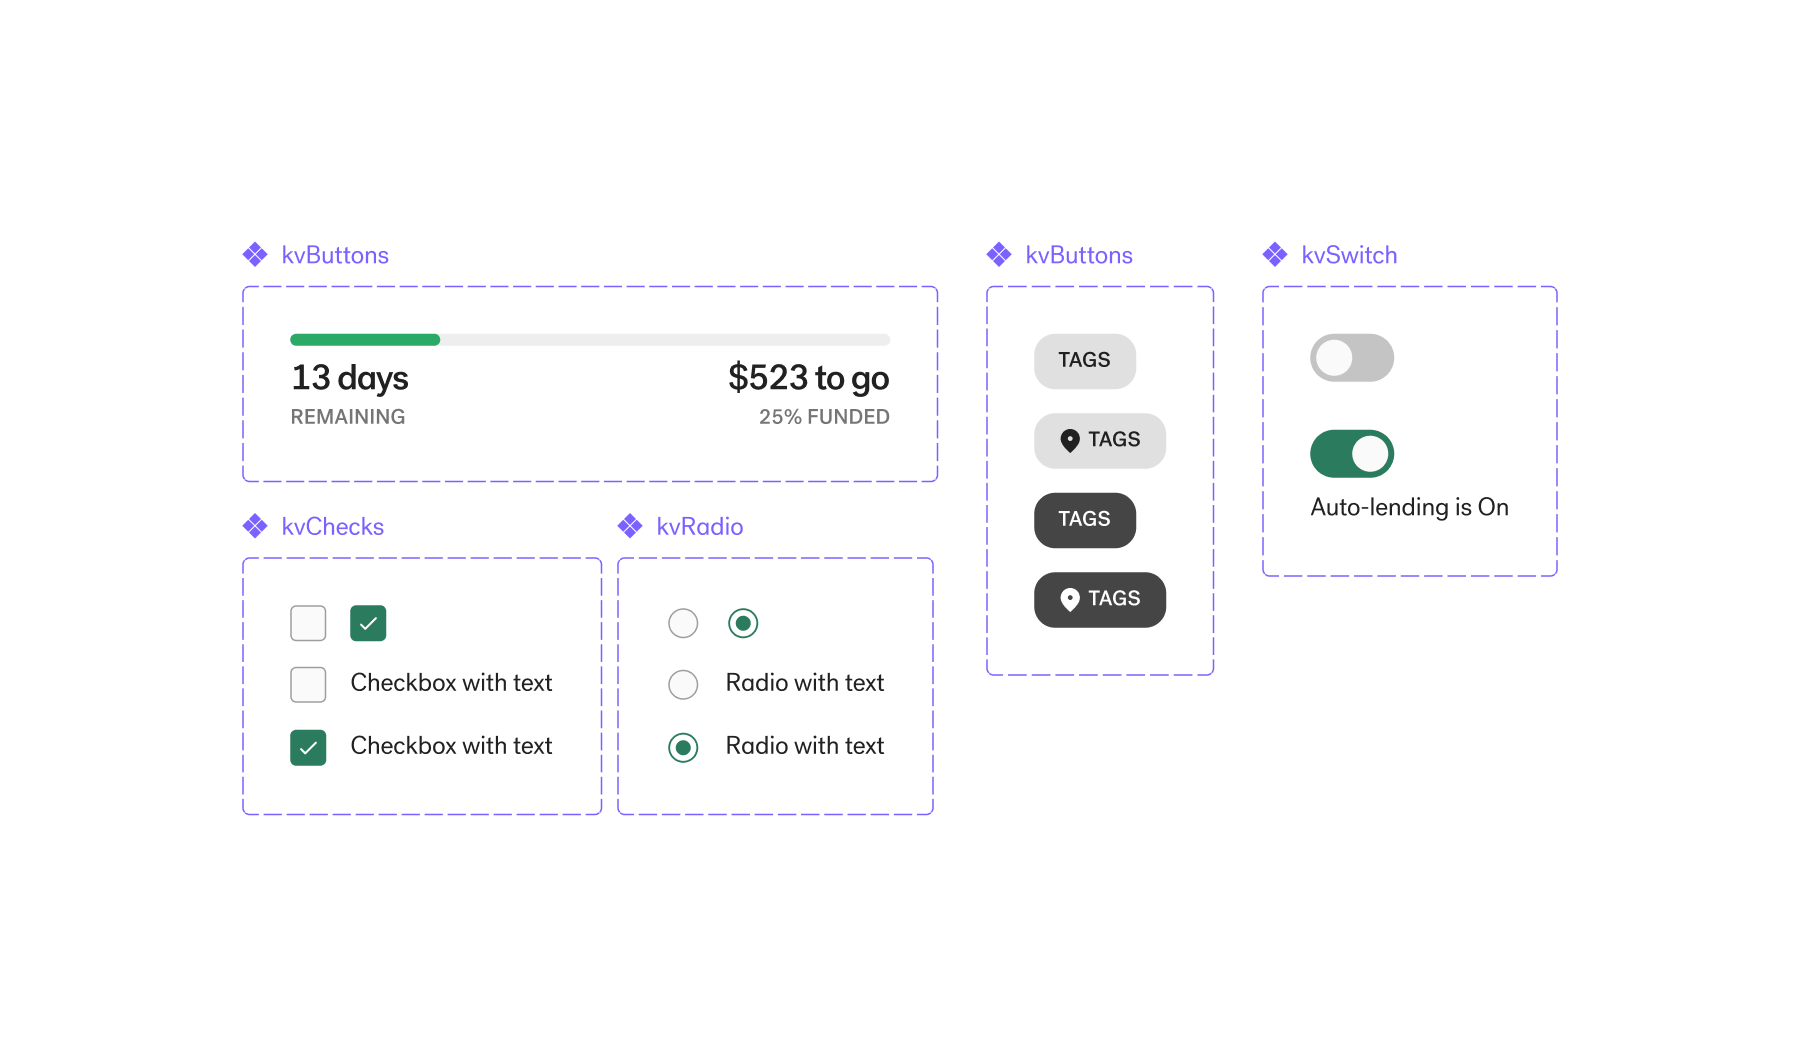 kvButtons
13 days
$523 to go
REMAINING
25% FUNDED
kvChecks
Checkbox with text
Checkbox with text
kvRadio
Radio with text
Radio with text
kvButtons
TAGS
TAGS
TAGS
TAGS
kvSwitch
Auto-lending is On